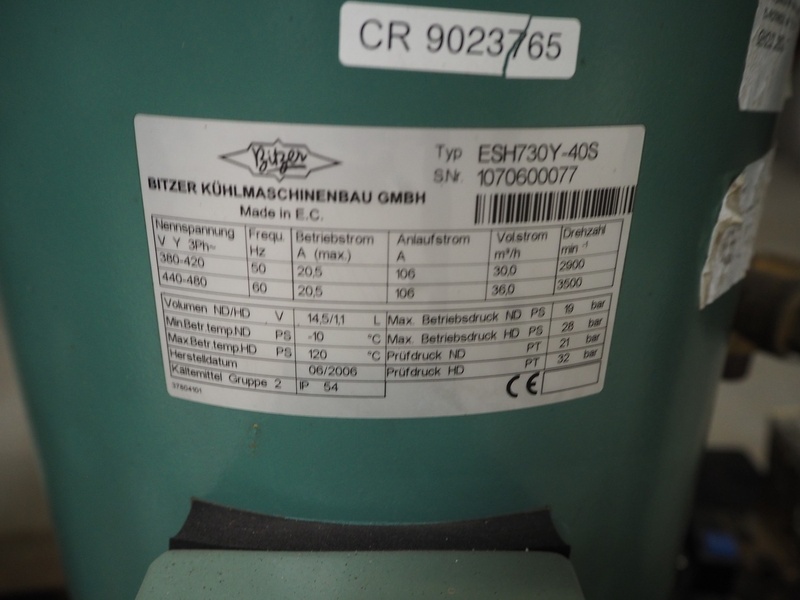 CR 9023765
Bitzer
BITZER KÜHLMASCHINENBAU GMBH
Made in E.C.
Typ ESH730Y-40S
S.Nr. 1070600077
Nennspannung V Y 3Ph~ Frequ. Hz Betriebstrom A (max.) Anlaufstrom A Volstrom m³/h Drehzahl min -1
380-420 50 20,5 106 30,0 2900
440-480 60 20,5 106 36,0 3500
Volumen ND/HD V 14,5/1,1 L Max. Betriebsdruck ND PS 19 bar
Min.Betr.temp.ND PS -10 °C Max. Betriebsdruck HD PS 28 bar
Max.Betr.temp.HD PS 120 °C Prüfdruck ND PT 21 bar
Herstelldatum 06/2006 Prüfdruck HD PT 32 bar
Kältemittel Gruppe 2 IP 54 CE
37804101